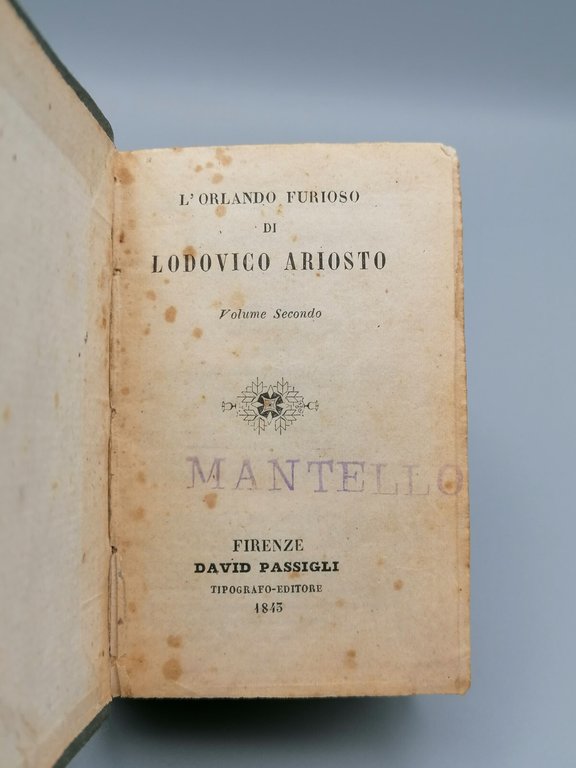 L'ORLANDO FURIOSO
DI
LODOVICO ARIOSTO
Volume Secondo
MANTELLO
FIRENZE
DAVID PASSIGLI
TIPOGRAFO-EDITORE
1843